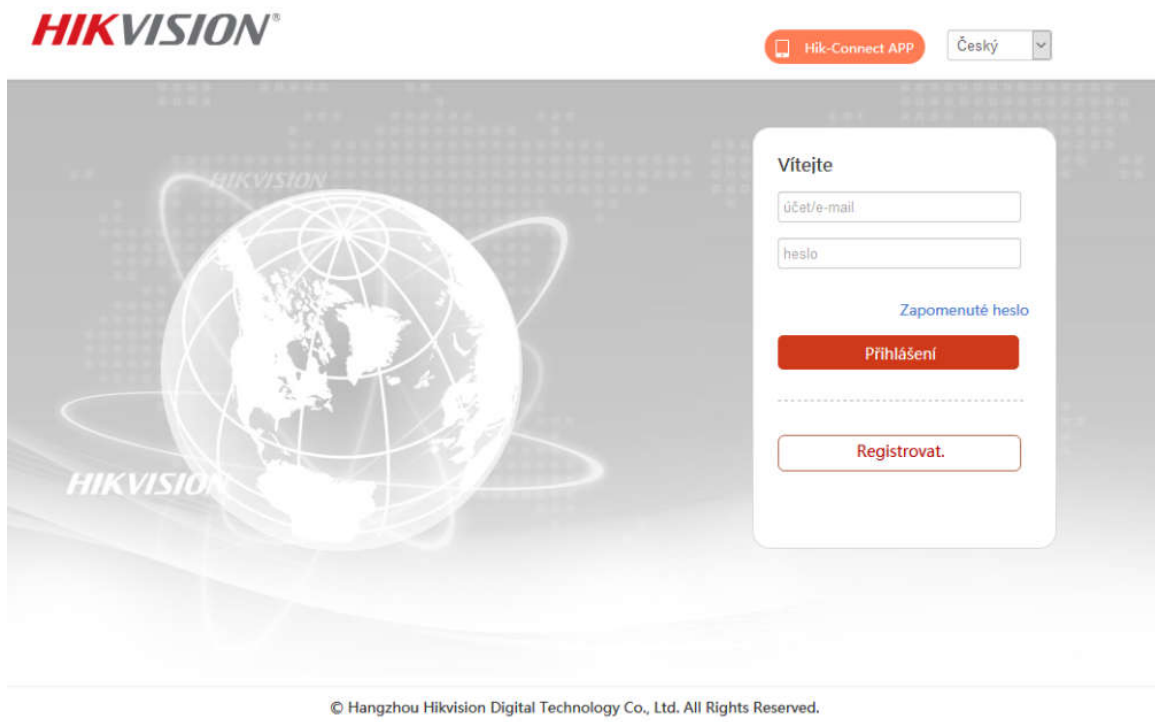 HIKVISION®
Hik-Connect APP
Český
HIKVISION
Vítejte
účet/e-mail
heslo
Zapomenuté heslo
Přihlášení
Registrovat.
HIKVISION
© Hangzhou Hikvision Digital Technology Co., Ltd. All Rights Reserved.